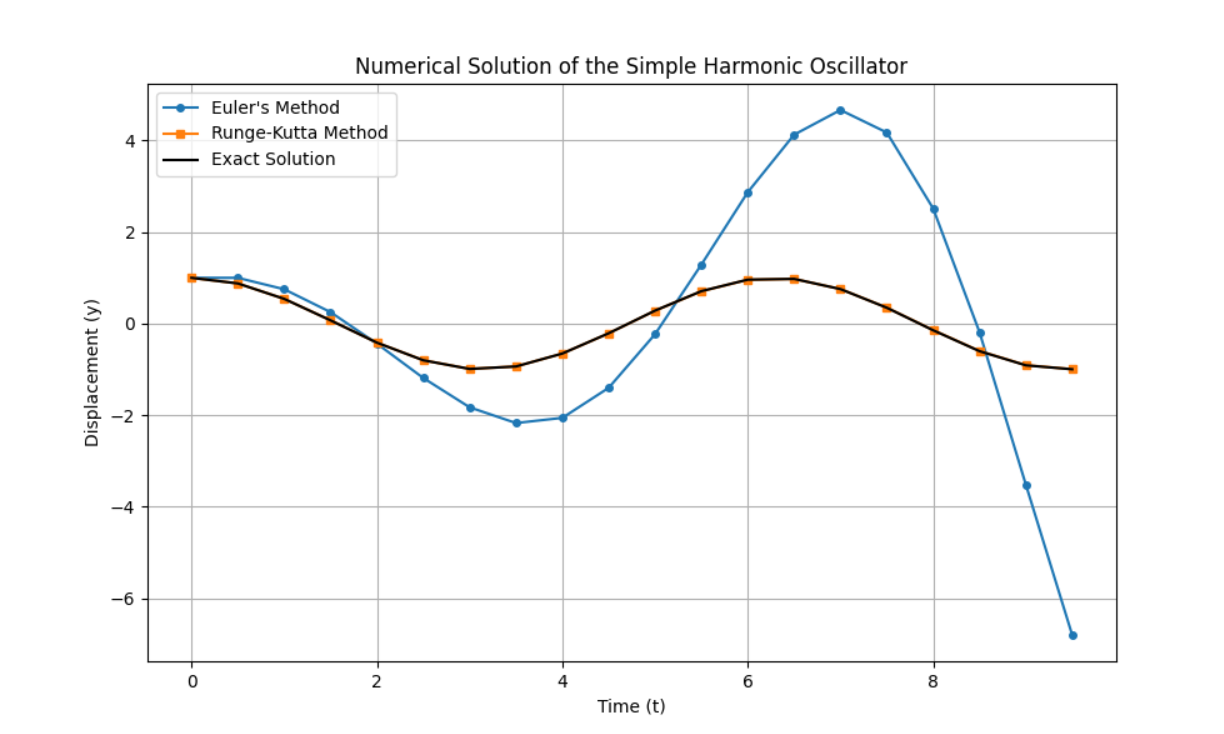 Numerical Solution of the Simple Harmonic Oscillator
Euler's Method
Runge-Kutta Method
Exact Solution
Displacement (y)
4
2
0
−2
−4
−6
0 2 4 6 8
Time (t)